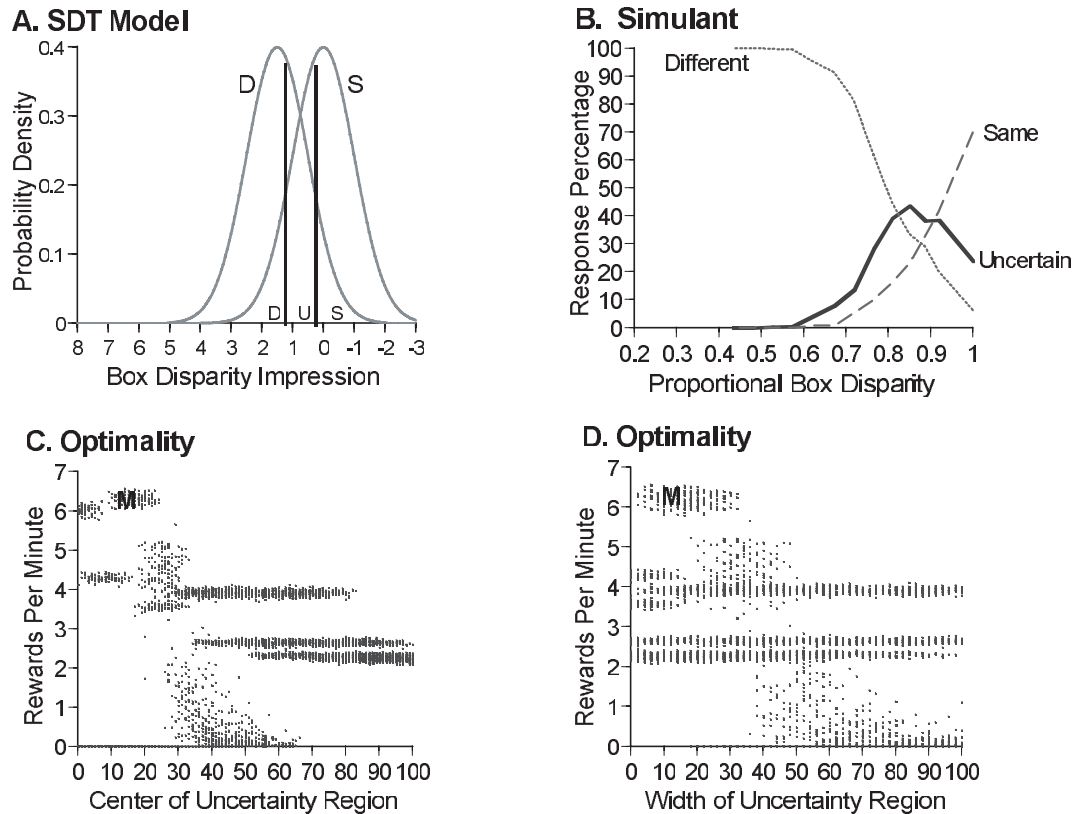 A. SDT Model
0.4
0.3
0.2
0.1
0
Probability Density
D
S
D U S
8 7 6 5 4 3 2 1 0 -1 -2 -3
Box Disparity Impression
B. Simulant
100
90
80
70
60
50
40
30
20
10
0
Response Percentage
Different
Same
Uncertain
0.2 0.3 0.4 0.5 0.6 0.7 0.8 0.9 1
Proportional Box Disparity
C. Optimality
7
6
5
4
3
2
1
0
Rewards Per Minute
M
0 10 20 30 40 50 60 70 80 90 100
Center of Uncertainty Region
D. Optimality
7
6
5
4
3
2
1
0
Rewards Per Minute
M
0 10 20 30 40 50 60 70 80 90 100
Width of Uncertainty Region